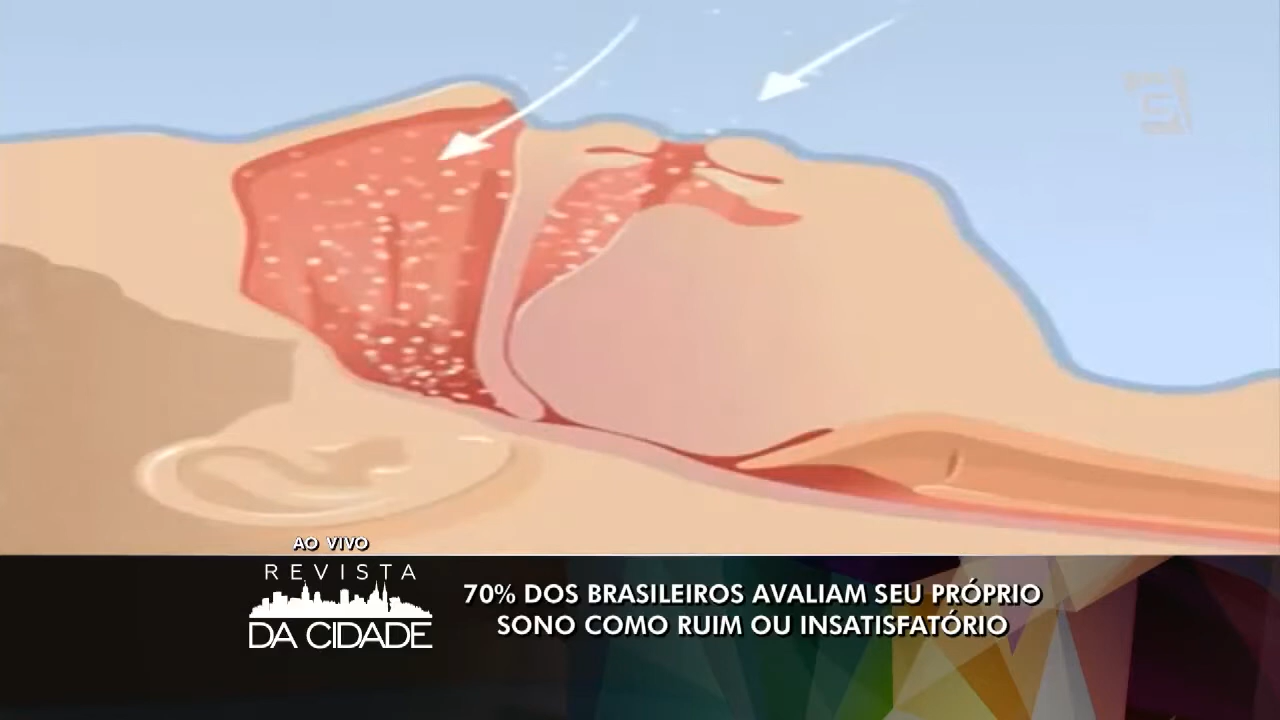 AO VIVO
REVISTA
DA CIDADE
70% DOS BRASILEIROS AVALIAM SEU PRÓPRIO
SONO COMO RUIM OU INSATISFATÓRIO